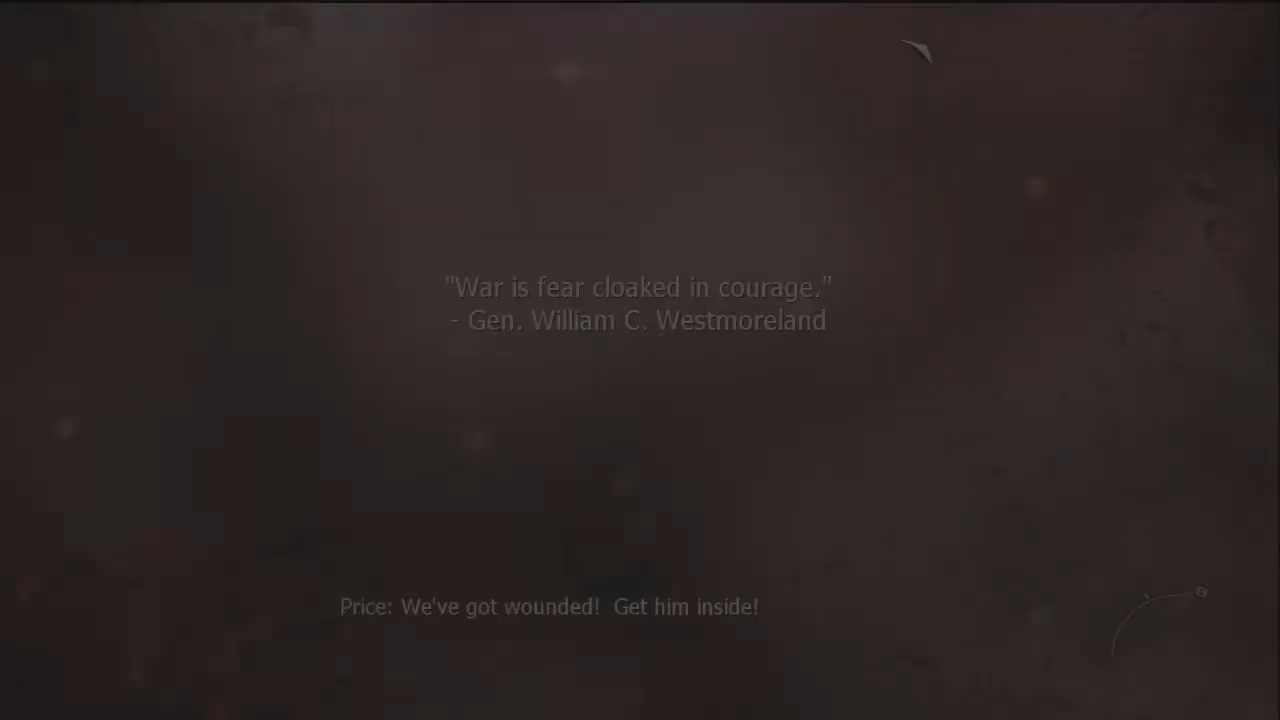 "War is fear cloaked in courage."
- Gen. William C. Westmoreland
Price: We've got wounded!  Get him inside!